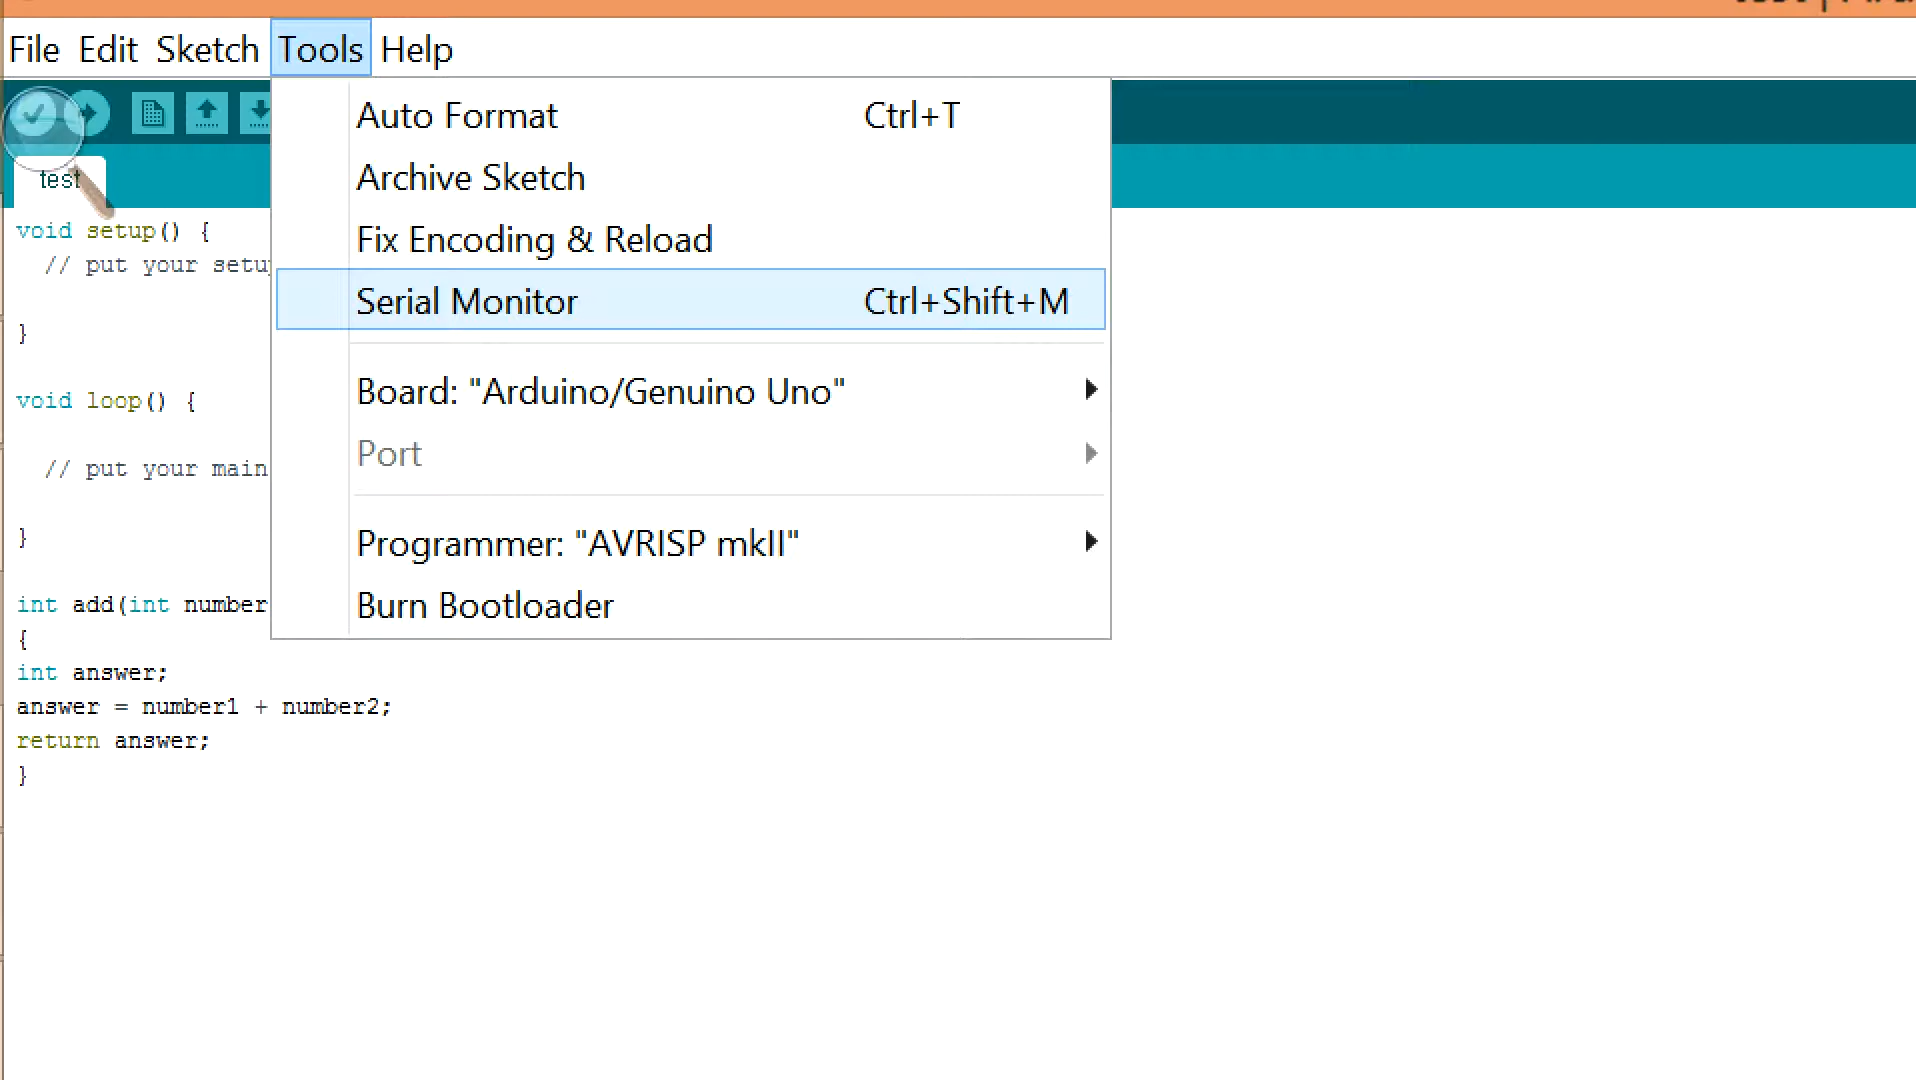 File Edit Sketch Tools Help
test
Auto Format Ctrl+T
Archive Sketch
Fix Encoding & Reload
Serial Monitor Ctrl+Shift+M
Board: "Arduino/Genuino Uno"
Port
Programmer: "AVRISP mkII"
Burn Bootloader
void setup() {
// put your setu
}
void loop() {
// put your main
}
int add(int number
{
int answer;
answer = number1 + number2;
return answer;
}